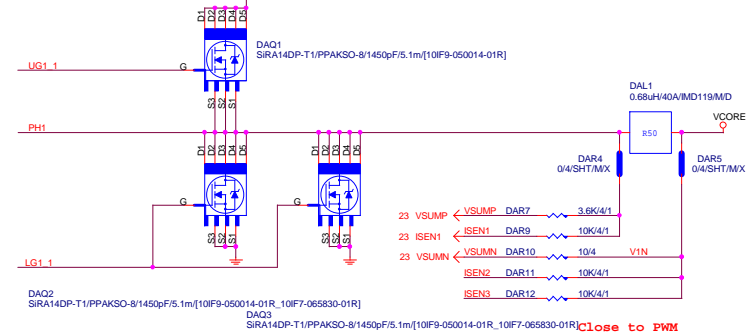 D1 D2 D3 D4 D5
DAQ1
SiRA14DP-T1/PPAKSO-8/1450pF/5.1m/[10IF9-050014-01R]
UG1_1
G
S3 S2 S1
DAL1
0.68uH/40A/IMD119/M/D
VCORE
PH1
R50
D1 D2 D3 D4 D5
D1 D2 D3 D4 D5
DAR4
0/4/SHT/M/X
DAR5
0/4/SHT/M/X
G
G
23 VSUMP VSUMP DAR7 3.6K/4/1
23 ISEN1 ISEN1 DAR9 10K/4/1
S3 S2 S1
S3 S2 S1
23 VSUMN VSUMN DAR10 10/4 V1N
LG1_1
ISEN2 DAR11 10K/4/1
ISEN3 DAR12 10K/4/1
DAQ2
SiRA14DP-T1/PPAKSO-8/1450pF/5.1m/[10IF9-050014-01R_10IF7-065830-01R]
DAQ3
SiRA14DP-T1/PPAKSO-8/1450pF/5.1m/[10IF9-050014-01R_10IF7-065830-01R]
Close to PWM